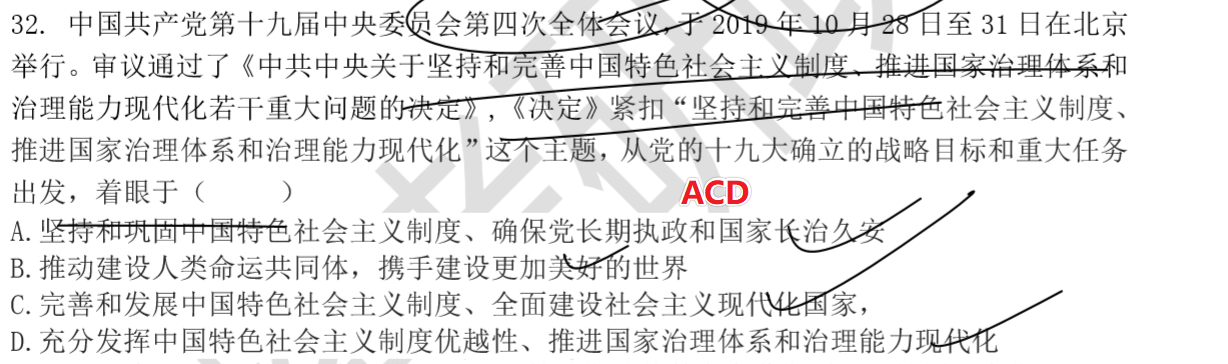 32. 中国共产党第十九届中央委员会第四次全体会议,于 2019 年 10 月 28 日至 31 日在北京
举行。审议通过了《中共中央关于坚持和完善中国特色社会主义制度、推进国家治理体系和
治理能力现代化若干重大问题的决定》,《决定》紧扣“坚持和完善中国特色社会主义制度、
推进国家治理体系和治理能力现代化”这个主题,从党的十九大确立的战略目标和重大任务
出发，着眼于（　　）
ACD
A.坚持和巩固中国特色社会主义制度、确保党长期执政和国家长治久安
B.推动建设人类命运共同体，携手建设更加美好的世界
C.完善和发展中国特色社会主义制度、全面建设社会主义现代化国家，
D.充分发挥中国特色社会主义制度优越性、推进国家治理体系和治理能力现代化